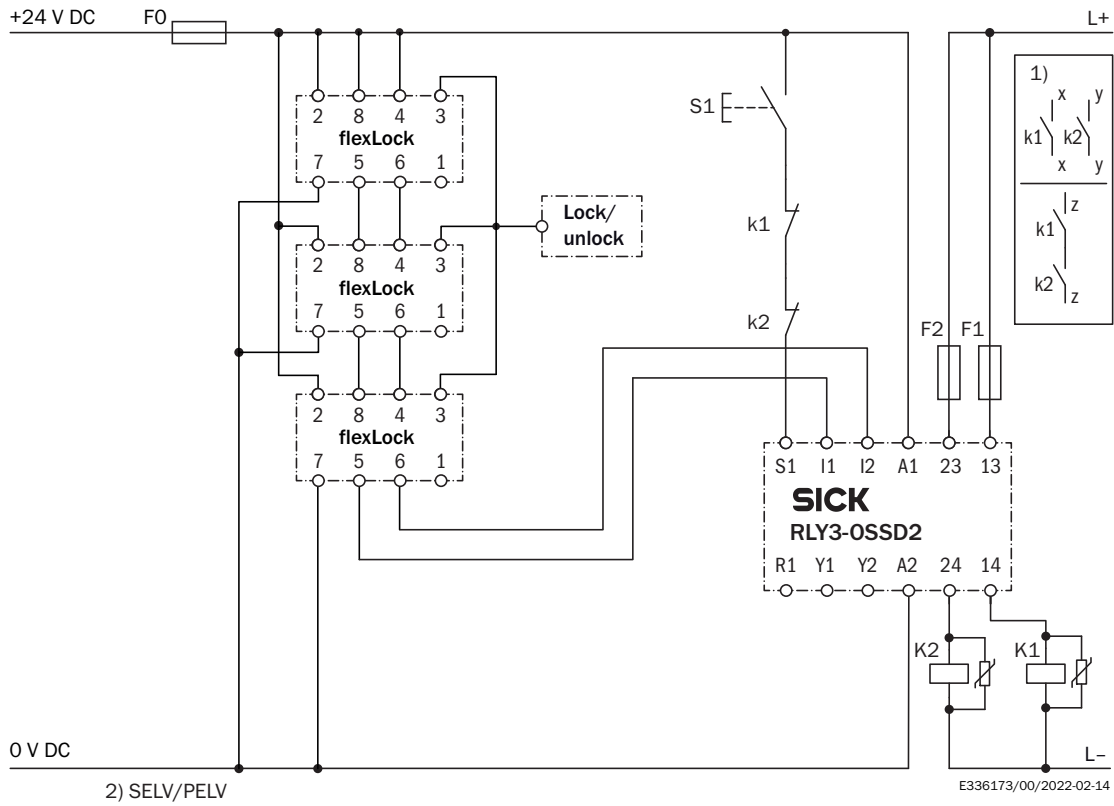 +24 V DC F0 L+
2 8 4 3
flexLock
7 5 6 1
2 8 4 3
flexLock
7 5 6 1
2 8 4 3
flexLock
7 5 6 1
Lock/
unlock
S1
k1
k2
1)
x y
k1 k2
x y
z
k1
k2
z
F2 F1
S1 I1 I2 A1 23 13
SICK
RLY3-OSSD2
R1 Y1 Y2 A2 24 14
K2 K1
0 V DC L–
2) SELV/PELV
E336173/00/2022-02-14